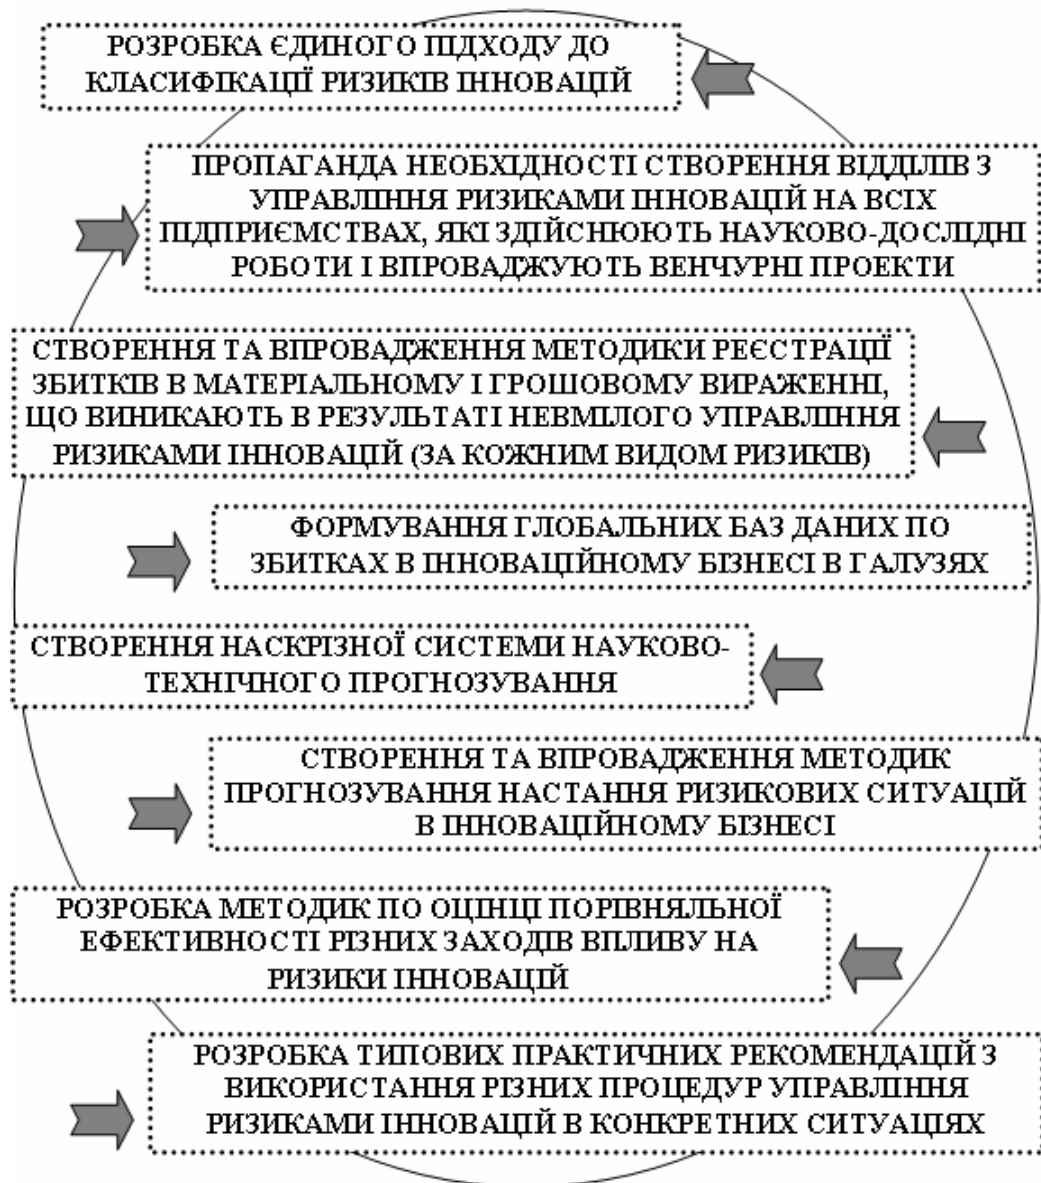 РОЗРОБКА ЄДИНОГО ПІДХОДУ ДО
КЛАСИФІКАЦІЇ РИЗИКІВ ІННОВАЦІЙ
ПРОПАГАНДА НЕОБХІДНОСТІ СТВОРЕННЯ ВІДДІЛІВ З
УПРАВЛІННЯ РИЗИКАМИ ІННОВАЦІЙ НА ВСІХ
ПІДПРИЄМСТВАХ, ЯКІ ЗДІЙСНЮЮТЬ НАУКОВО-ДОСЛІДНІ
РОБОТИ І ВПРОВАДЖУЮТЬ ВЕНЧУРНІ ПРОЕКТИ
СТВОРЕННЯ ТА ВПРОВАДЖЕННЯ МЕТОДИКИ РЕЄСТРАЦІЇ
ЗБИТКІВ В МАТЕРІАЛЬНОМУ І ГРОШОВОМУ ВИРАЖЕННІ,
ЩО ВИНИКАЮТЬ В РЕЗУЛЬТАТІ НЕВМІЛОГО УПРАВЛІННЯ
РИЗИКАМИ ІННОВАЦІЙ (ЗА КОЖНИМ ВИДОМ РИЗИКІВ)
ФОРМУВАННЯ ГЛОБАЛЬНИХ БАЗ ДАНИХ ПО
ЗБИТКАХ В ІННОВАЦІЙНОМУ БІЗНЕСІ В ГАЛУЗЯХ
СТВОРЕННЯ НАСКРІЗНОЇ СИСТЕМИ НАУКОВО-
ТЕХНІЧНОГО ПРОГНОЗУВАННЯ
СТВОРЕННЯ ТА ВПРОВАДЖЕННЯ МЕТОДИК
ПРОГНОЗУВАННЯ НАСТАННЯ РИЗИКОВИХ СИТУАЦІЙ
В ІННОВАЦІЙНОМУ БІЗНЕСІ
РОЗРОБКА МЕТОДИК ПО ОЦІНЦІ ПОРІВНЯЛЬНОЇ
ЕФЕКТИВНОСТІ РІЗНИХ ЗАХОДІВ ВПЛИВУ НА
РИЗИКИ ІННОВАЦІЙ
РОЗРОБКА ТИПОВИХ ПРАКТИЧНИХ РЕКОМЕНДАЦІЙ З
ВИКОРИСТАННЯ РІЗНИХ ПРОЦЕДУР УПРАВЛІННЯ
РИЗИКАМИ ІННОВАЦІЙ В КОНКРЕТНИХ СИТУАЦІЯХ